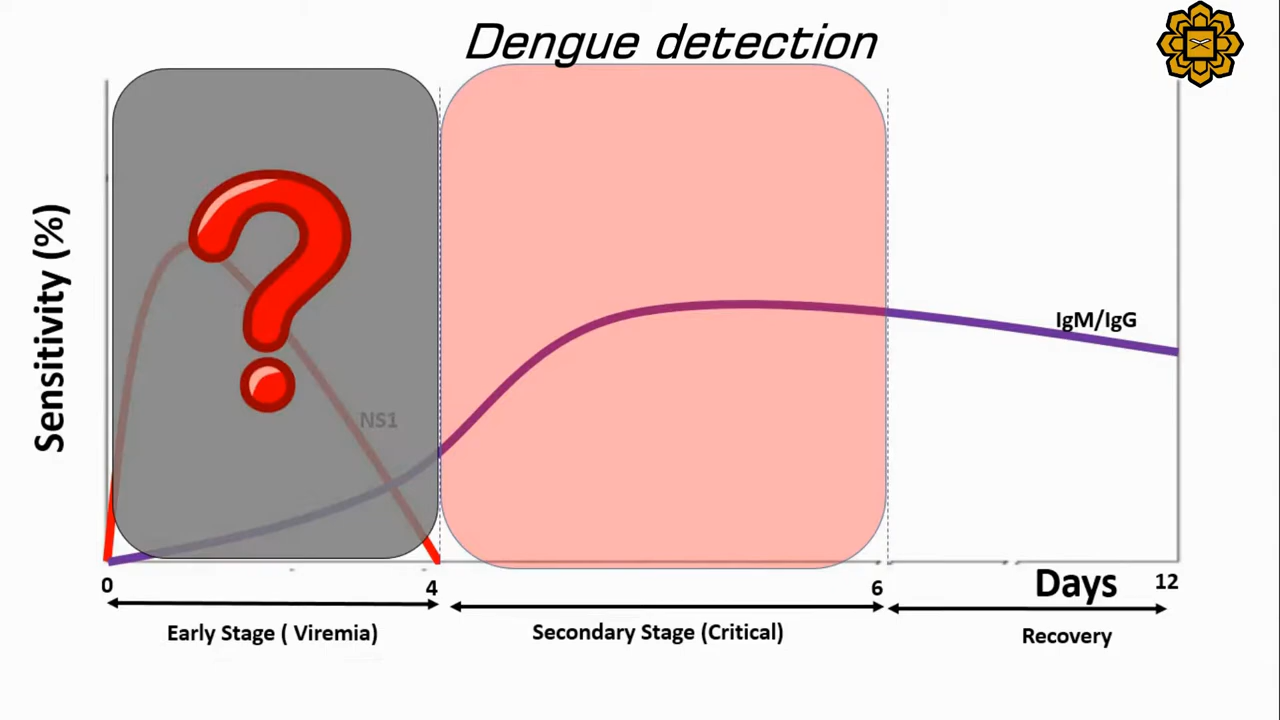 Dengue detection
Sensitivity (%)
NS1
IgM/IgG
0
4
6
Days
12
Early Stage ( Viremia)
Secondary Stage (Critical)
Recovery